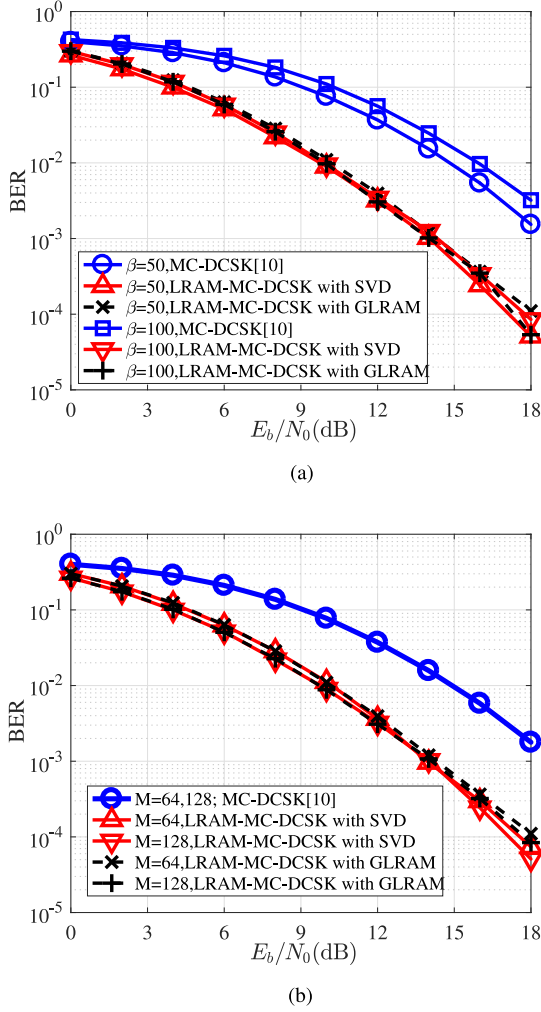 10^0
10^-1
10^-2
10^-3
10^-4
10^-5
BER
β=50,MC-DCSK[10]
β=50,LRAM-MC-DCSK with SVD
β=50,LRAM-MC-DCSK with GLRAM
β=100,MC-DCSK[10]
β=100,LRAM-MC-DCSK with SVD
β=100,LRAM-MC-DCSK with GLRAM
0 3 6 9 12 15 18
E_b/N_0(dB)
(a)
10^0
10^-1
10^-2
10^-3
10^-4
10^-5
BER
M=64,128; MC-DCSK[10]
M=64,LRAM-MC-DCSK with SVD
M=128,LRAM-MC-DCSK with SVD
M=64,LRAM-MC-DCSK with GLRAM
M=128,LRAM-MC-DCSK with GLRAM
0 3 6 9 12 15 18
E_b/N_0(dB)
(b)